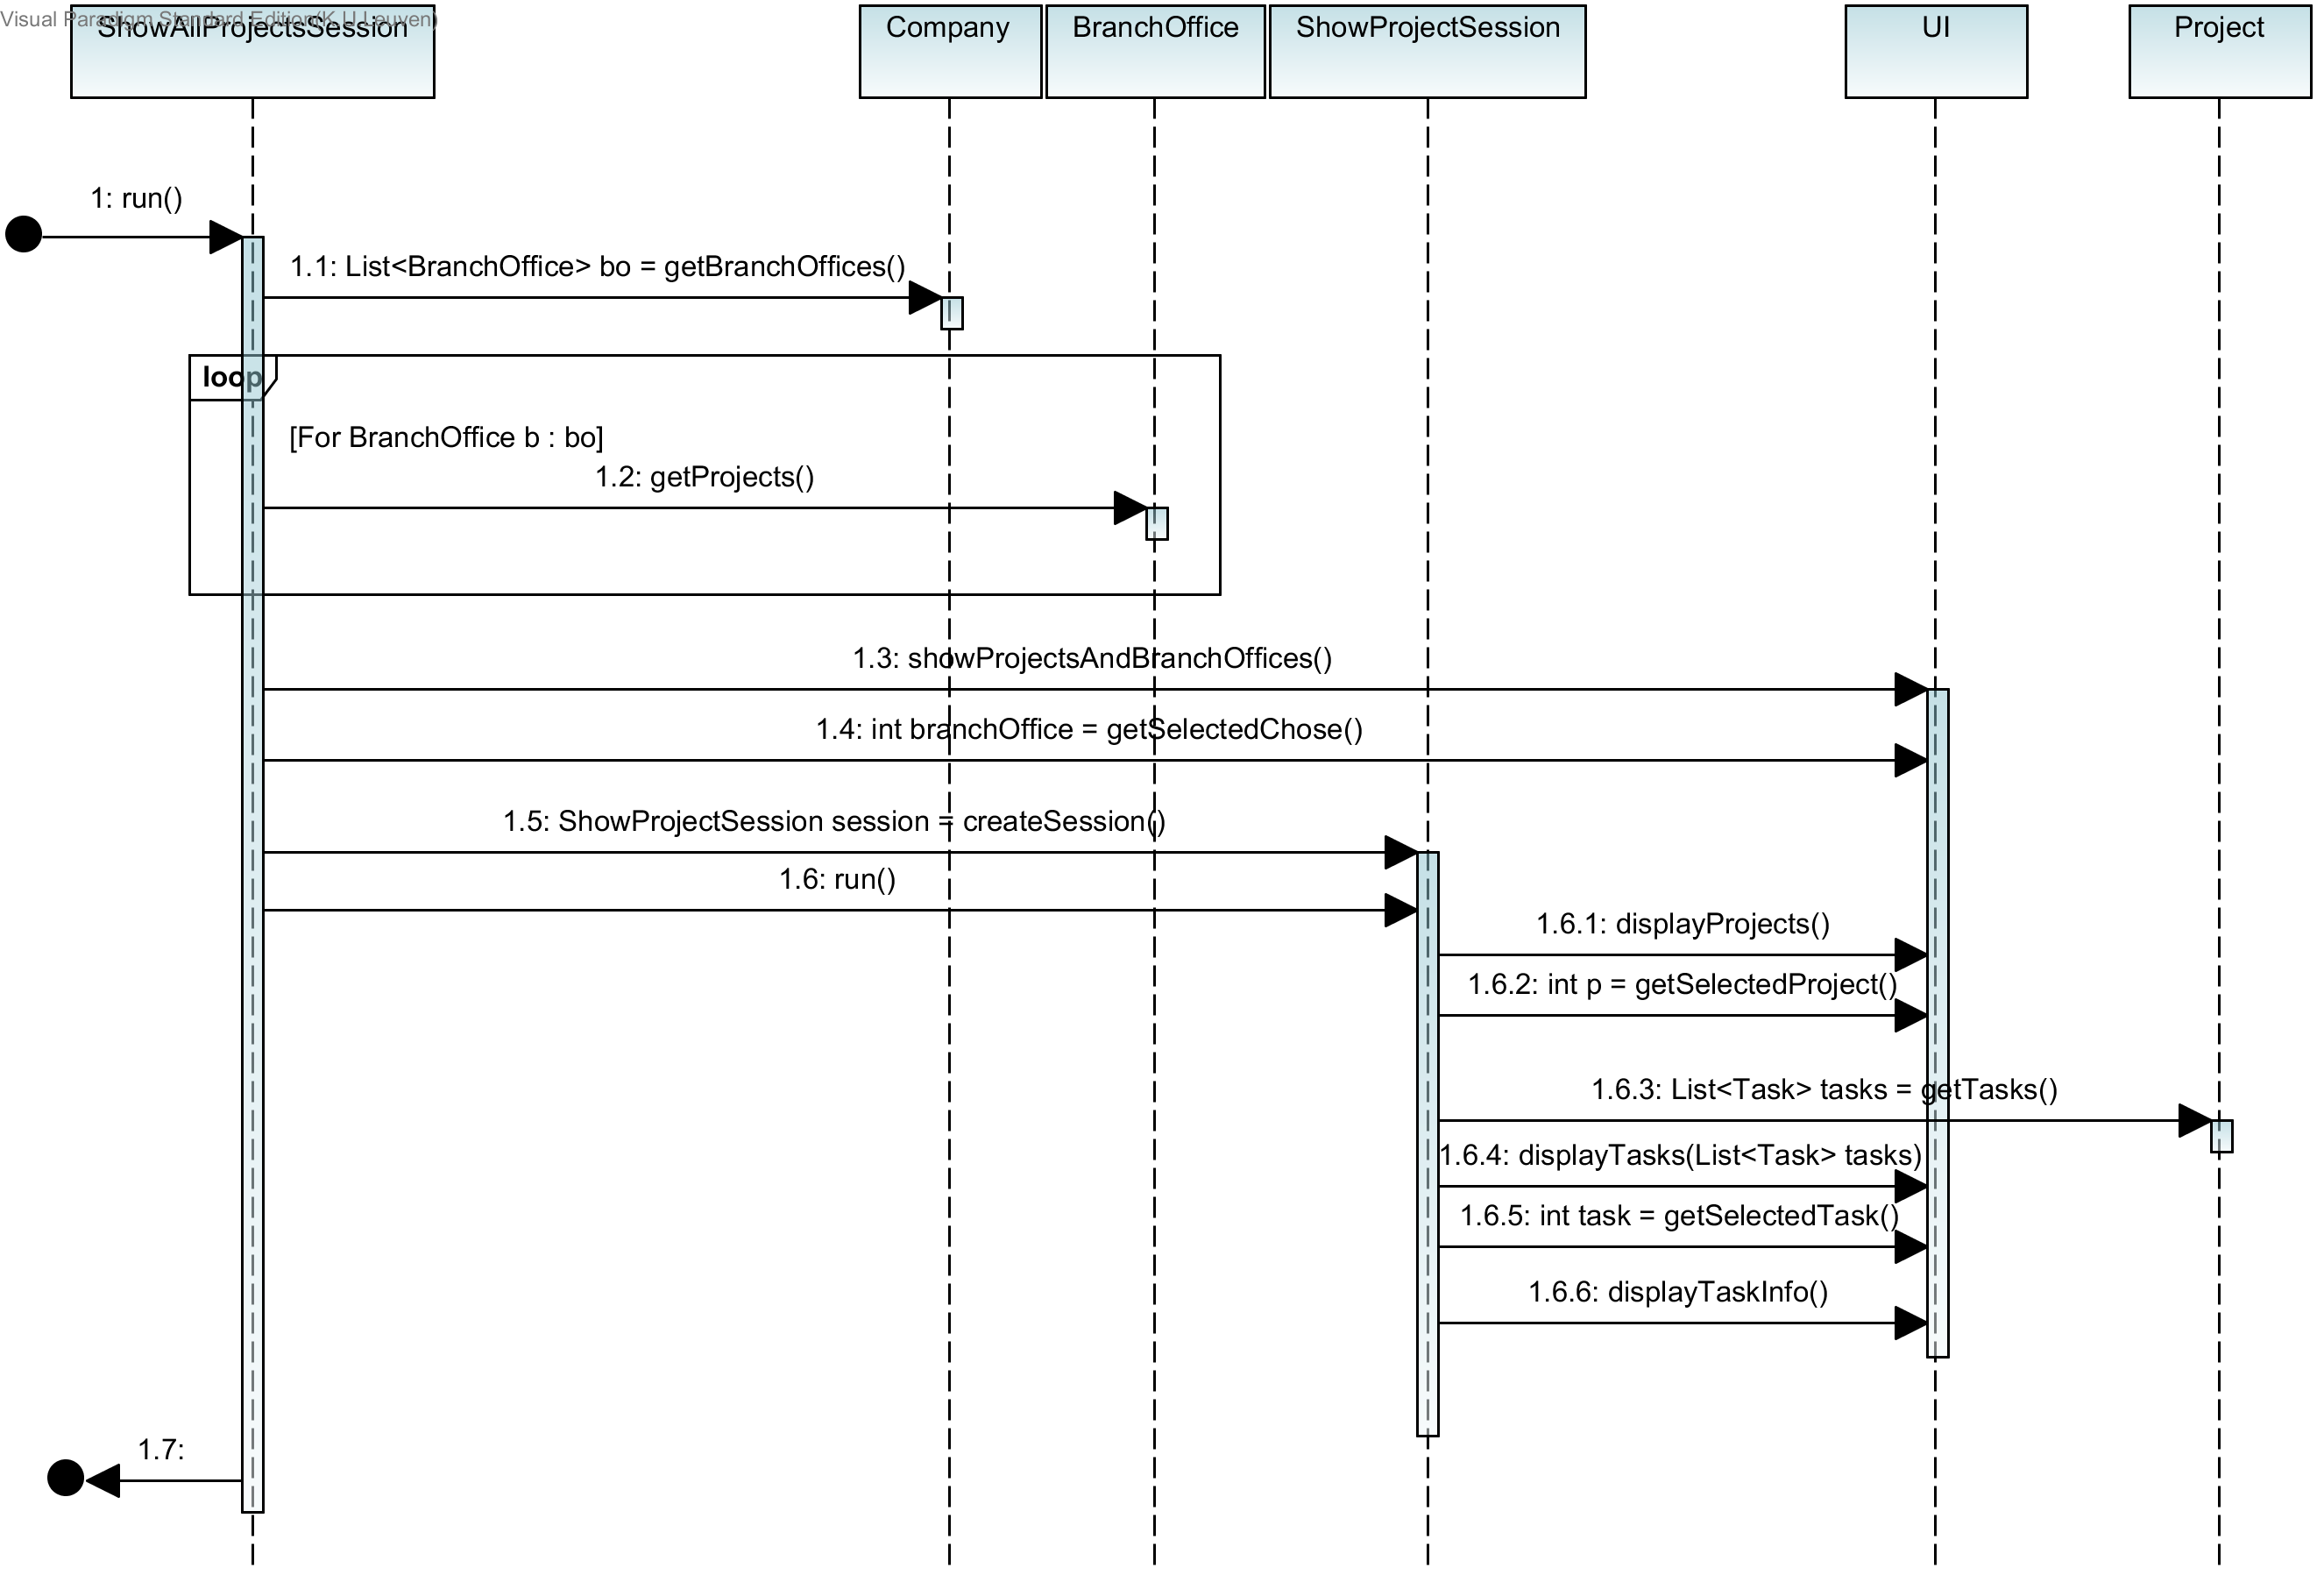 Visual Paradigm Standard Edition(K.U.Leuven)
ShowAllProjectsSession
Company
BranchOffice
ShowProjectSession
UI
Project
1: run()
1.1: List<BranchOffice> bo = getBranchOffices()
loop
[For BranchOffice b : bo]
1.2: getProjects()
1.3: showProjectsAndBranchOffices()
1.4: int branchOffice = getSelectedChose()
1.5: ShowProjectSession session = createSession()
1.6: run()
1.6.1: displayProjects()
1.6.2: int p = getSelectedProject()
1.6.3: List<Task> tasks = getTasks()
1.6.4: displayTasks(List<Task> tasks)
1.6.5: int task = getSelectedTask()
1.6.6: displayTaskInfo()
1.7: